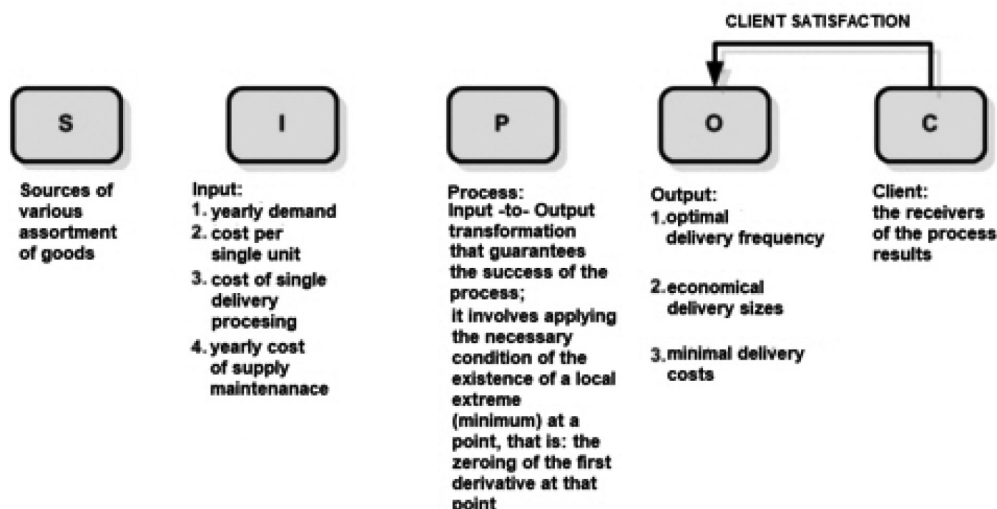 CLIENT SATISFACTION
S
I
P
O
C
Sources of
various
assortment
of goods
Input:
1. yearly demand
2. cost per
single unit
3. cost of single
delivery
procesing
4. yearly cost
of supply
maintenanace
Process:
Input -to- Output
transformation
that guarantees
the success of the
process;
it involves applying
the necessary
condition of the
existence of a local
extreme
(minimum) at a
point, that is: the
zeroing of the first
derivative at that
point
Output:
1. optimal
delivery frequency
2. economical
delivery sizes
3. minimal delivery
costs
Client:
the receivers
of the process
results